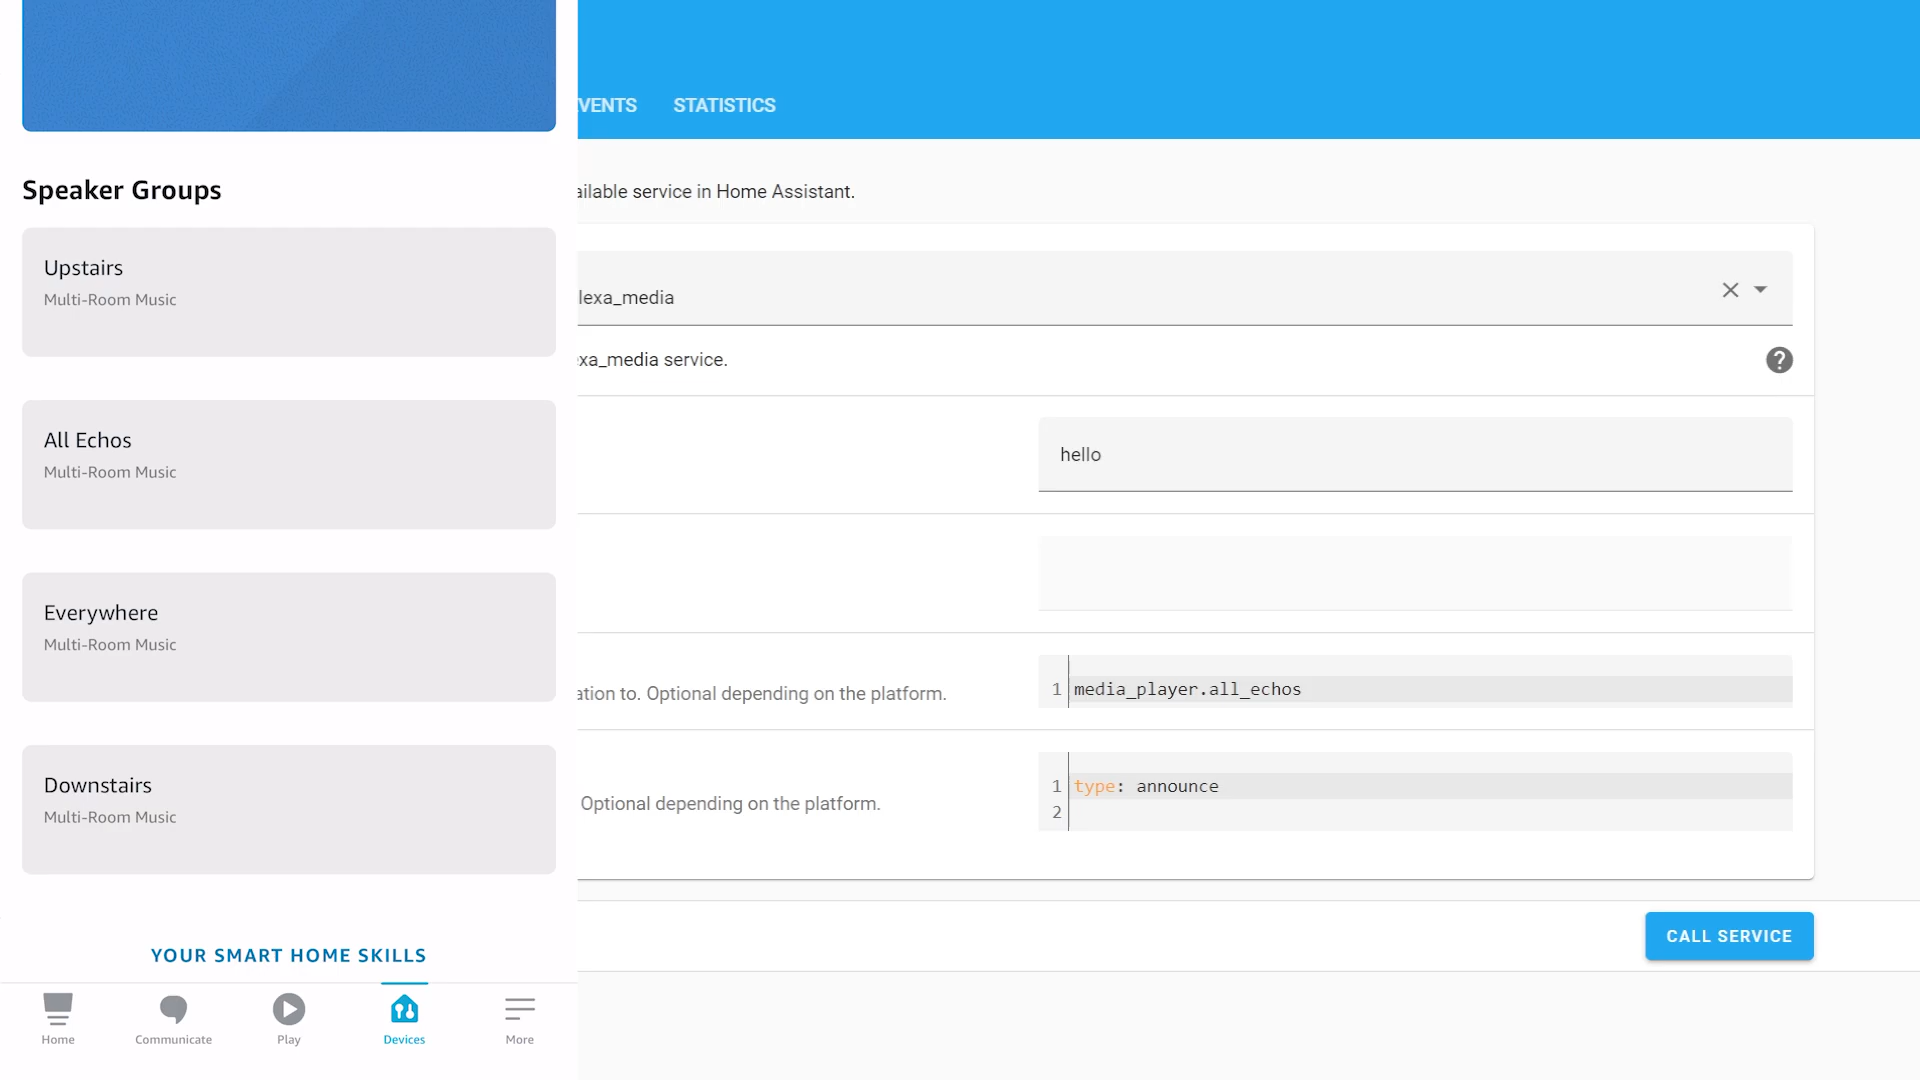 Speaker Groups
Upstairs
Multi-Room Music
All Echos
Multi-Room Music
Everywhere
Multi-Room Music
Downstairs
Multi-Room Music
YOUR SMART HOME SKILLS
Home
Communicate
Play
Devices
More
VENTS STATISTICS
ailable service in Home Assistant.
lexa_media
xa_media service.
hello
ation to. Optional depending on the platform.
1 media_player.all_echos
Optional depending on the platform.
1 type: announce
2
CALL SERVICE